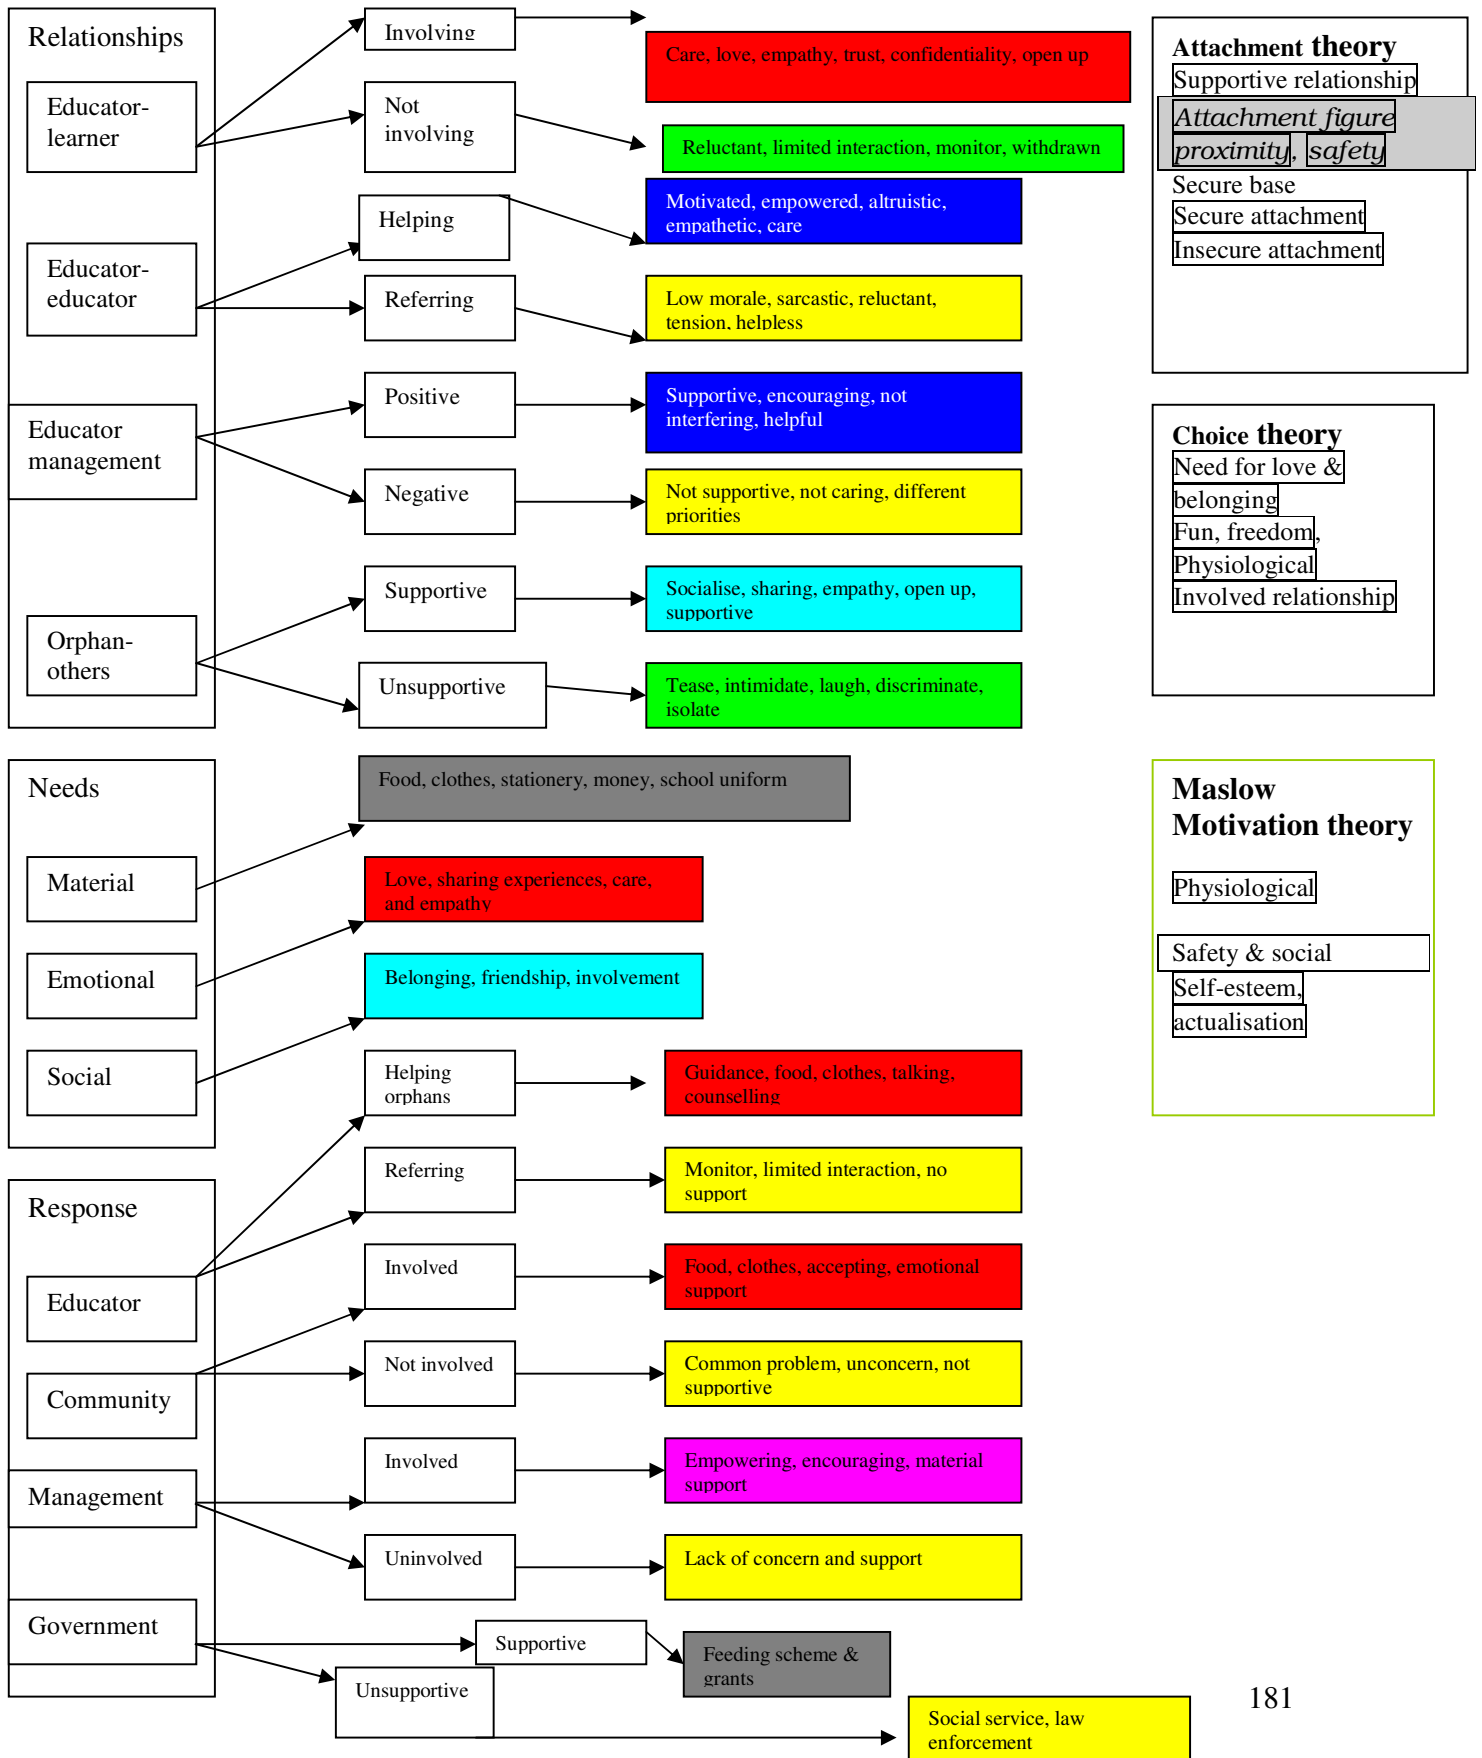 Relationships
Educator-
learner
Educator-
educator
Educator
management
Orphan-
others
Involving
Not
involving
Helping
Referring
Positive
Negative
Supportive
Unsupportive
Care, love, empathy, trust, confidentiality, open up
Reluctant, limited interaction, monitor, withdrawn
Motivated, empowered, altruistic,
empathetic, care
Low morale, sarcastic, reluctant,
tension, helpless
Supportive, encouraging, not
interfering, helpful
Not supportive, not caring, different
priorities
Socialise, sharing, empathy, open up,
supportive
Tease, intimidate, laugh, discriminate,
isolate
Attachment theory
Supportive relationship
Attachment figure
proximity, safety
Secure base
Secure attachment
Insecure attachment
Choice theory
Need for love &
belonging
Fun, freedom,
Physiological
Involved relationship
Needs
Material
Emotional
Social
Food, clothes, stationery, money, school uniform
Love, sharing experiences, care,
and empathy
Belonging, friendship, involvement
Maslow
Motivation theory
Physiological
Safety & social
Self-esteem,
actualisation
Response
Educator
Community
Management
Government
Helping
orphans
Referring
Involved
Not involved
Involved
Uninvolved
Supportive
Unsupportive
Guidance, food, clothes, talking,
counselling
Monitor, limited interaction, no
support
Food, clothes, accepting, emotional
support
Common problem, unconcern, not
supportive
Empowering, encouraging, material
support
Lack of concern and support
Feeding scheme &
grants
Social service, law
enforcement
181